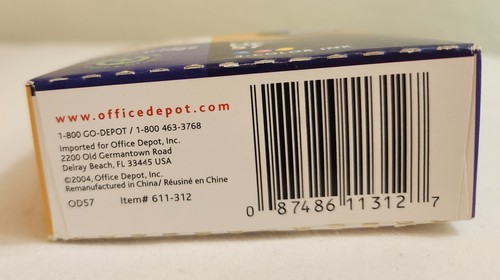 COLOR INK
www.officedepot.com
1-800 GO-DEPOT / 1-800 463-3768
Imported for Office Depot, Inc.
2200 Old Germantown Road
Delray Beach, FL 33445 USA
©2004, Office Depot, Inc.
Remanufactured in China/ Réusiné en Chine
OD57 Item# 611-312
0 87486 11312 7